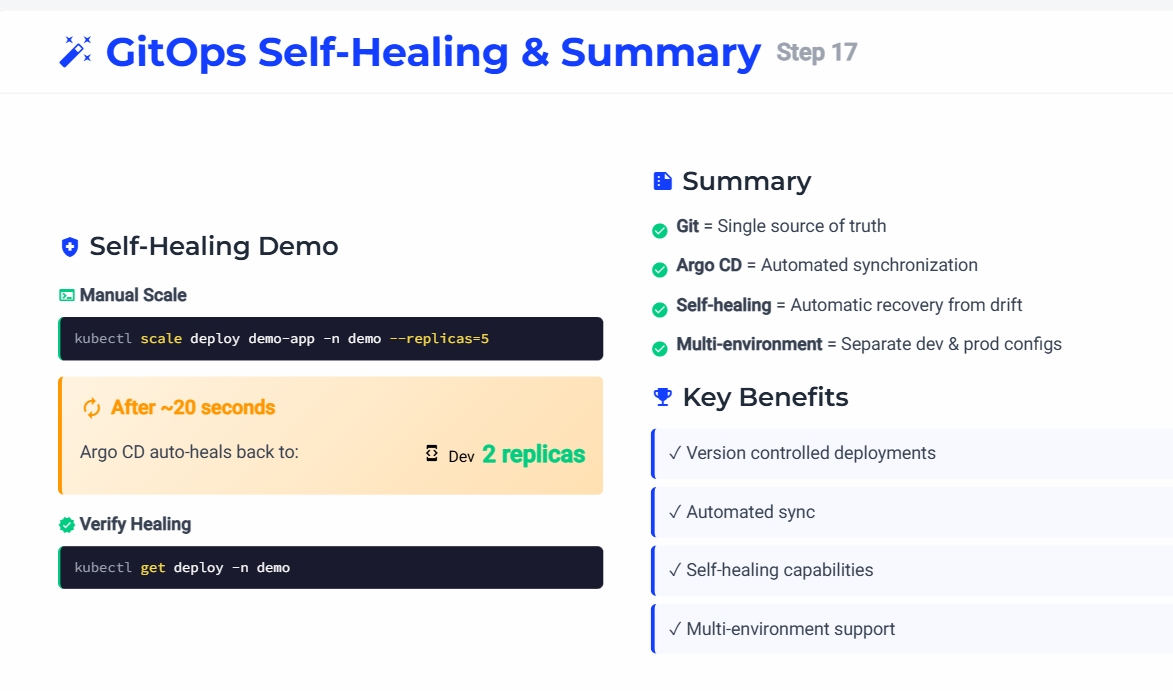 GitOps Self-Healing & Summary Step 17
Self-Healing Demo
Manual Scale
kubectl scale deploy demo-app -n demo --replicas=5
After ~20 seconds
Argo CD auto-heals back to: Dev 2 replicas
Verify Healing
kubectl get deploy -n demo
Summary
Git = Single source of truth
Argo CD = Automated synchronization
Self-healing = Automatic recovery from drift
Multi-environment = Separate dev & prod configs
Key Benefits
✓ Version controlled deployments
✓ Automated sync
✓ Self-healing capabilities
✓ Multi-environment support